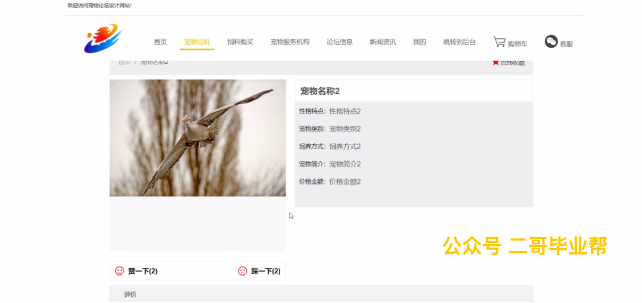 欢迎访问宠物论坛设计网站!
首页 宠物百科 饲料购买 宠物服务机构 论坛信息 新闻资讯 我的 跳转到后台 购物车 客服
首页 / 宠物名称2 点我收藏
宠物名称2
性格特点: 性格特点2
宠物类别: 宠物类别2
饲养方式: 饲养方式2
宠物简介: 宠物简介2
价格金额: 价格金额2
公众号 二哥毕业帮
赞一下(2) 踩一下(2)
评价